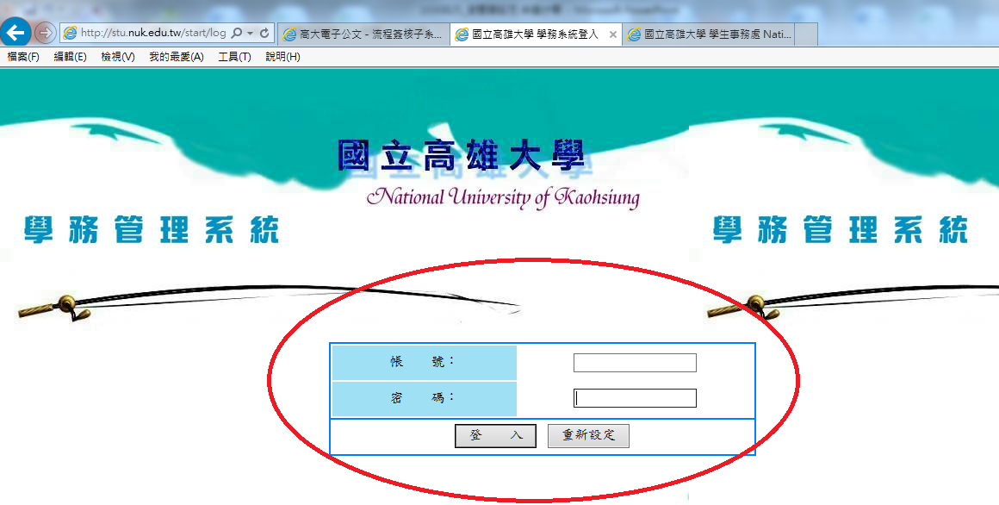 http://stu.nuk.edu.tw/start/log
高大電子公文 - 流程簽核子系...
國立高雄大學 學務系統登入
國立高雄大學 學生事務處 Nati...
檔案(F) 編輯(E) 檢視(V) 我的最愛(A) 工具(T) 說明(H)
國立高雄大學
National University of Kaohsiung
學務管理系統
學務管理系統
帳 號：
密 碼：
登 入 重新設定